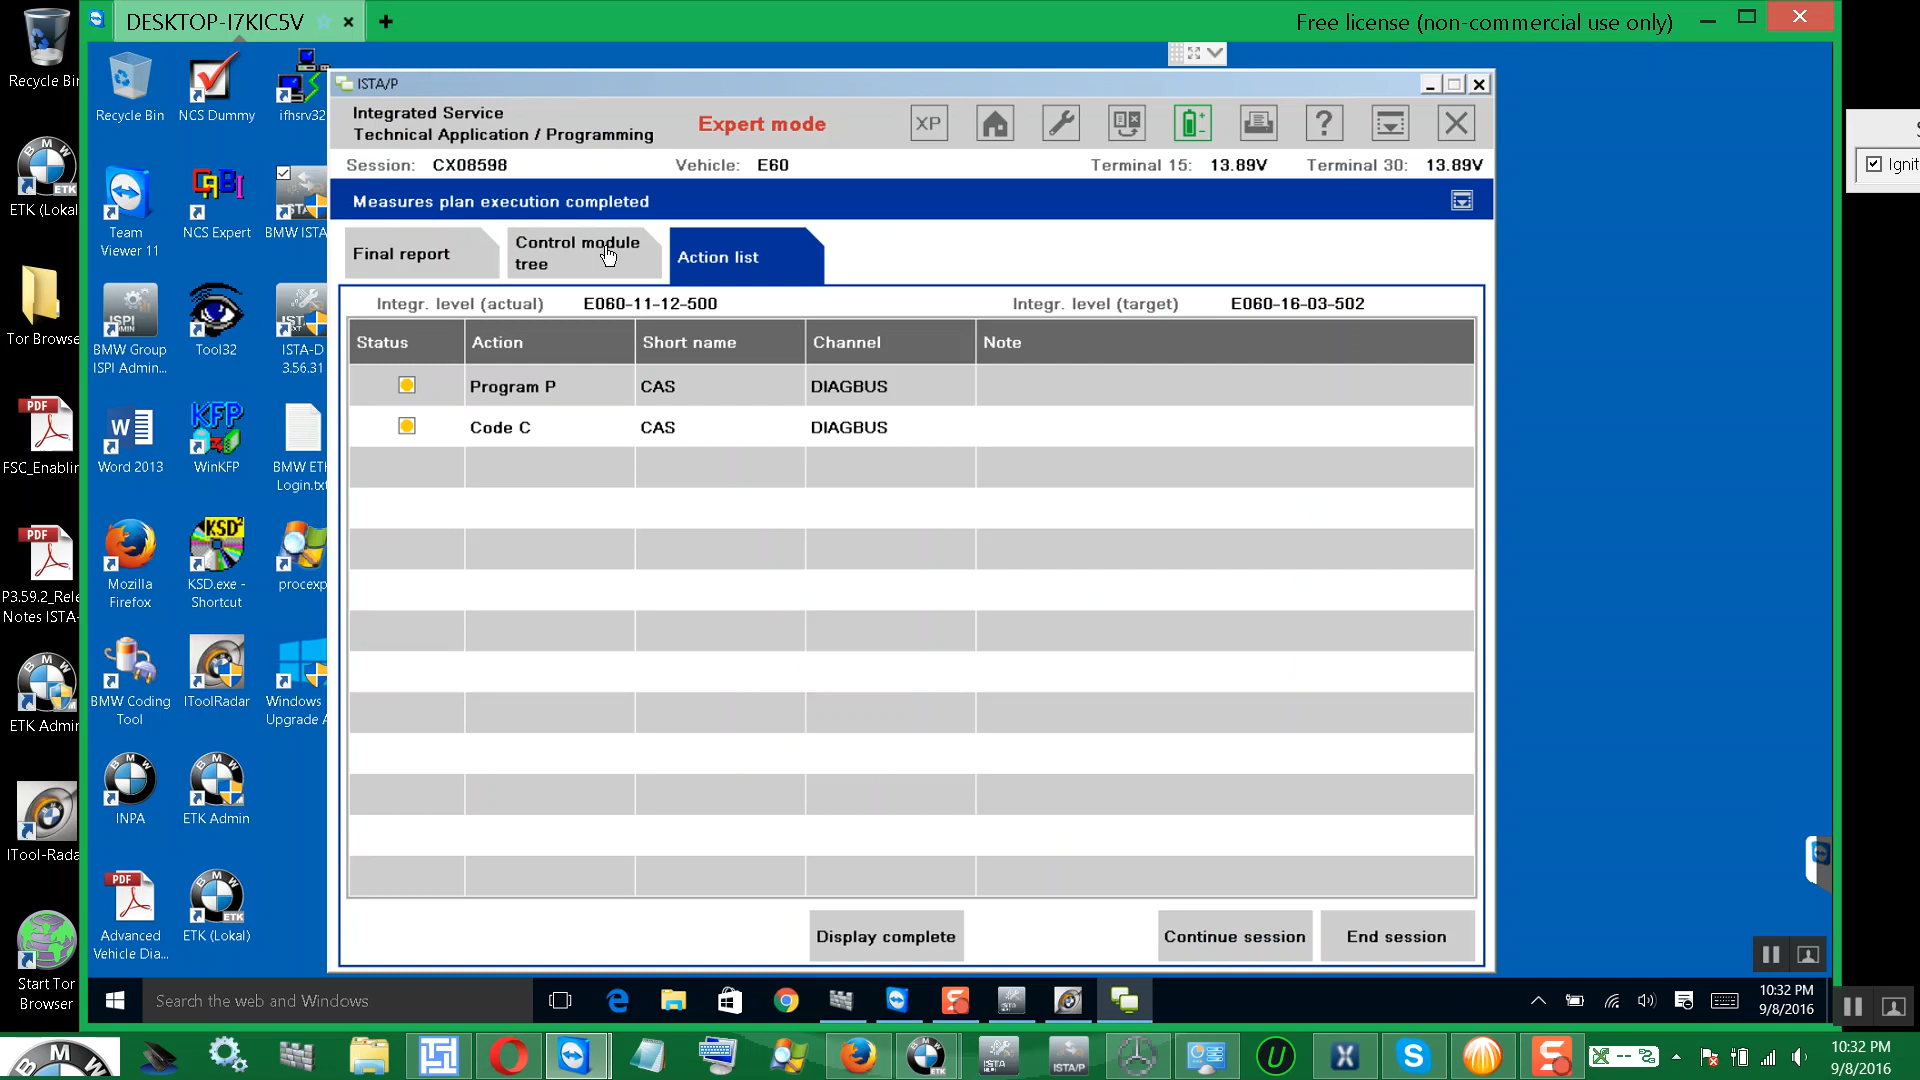 DESKTOP-I7KIC5V
Free license (non-commercial use only)
Recycle Bin
ETK (Lokal
Tor Browse
PDF
FSC_Enablin
PDF
P3.59.2_Rele
Notes ISTA-
ETK Admin
ITool-Rada
Start Tor
Browser
Recycle Bin
NCS Dummy
ifhsrv32
Team
Viewer 11
NCS Expert
BMW ISTA
BMW Group
ISPI Admin...
Tool32
ISTA-D
3.56.31
Word 2013
WinKFP
BMW ETK
Login.txt
Mozilla
Firefox
KSD.exe -
Shortcut
procexp
BMW Coding
Tool
IToolRadar
Windows
Upgrade A
INPA
ETK Admin
PDF
Advanced
Vehicle Dia...
ETK (Lokal)
ISTA/P
Integrated Service
Technical Application / Programming
Expert mode
XP
Session: CX08598
Vehicle: E60
Terminal 15: 13.89V
Terminal 30: 13.89V
Measures plan execution completed
Final report
Control module
tree
Action list
Integr. level (actual) E060-11-12-500
Integr. level (target) E060-16-03-502
Status Action Short name Channel Note
Program P CAS DIAGBUS
Code C CAS DIAGBUS
Display complete
Continue session
End session
Ignit
Search the web and Windows
10:32 PM
9/8/2016
10:32 PM
9/8/2016